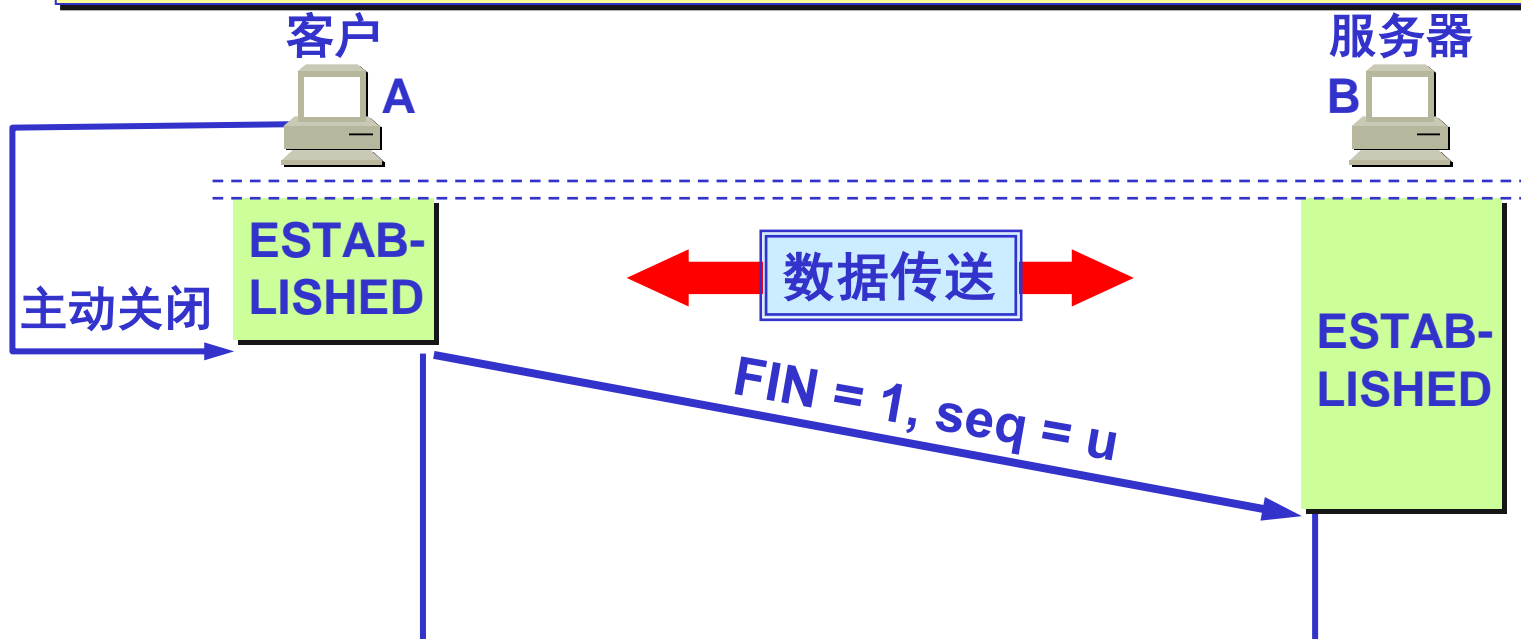 客户
服务器
A
B
ESTAB-
LISHED
数据传送
主动关闭
ESTAB-
LISHED
FIN = 1, seq = u